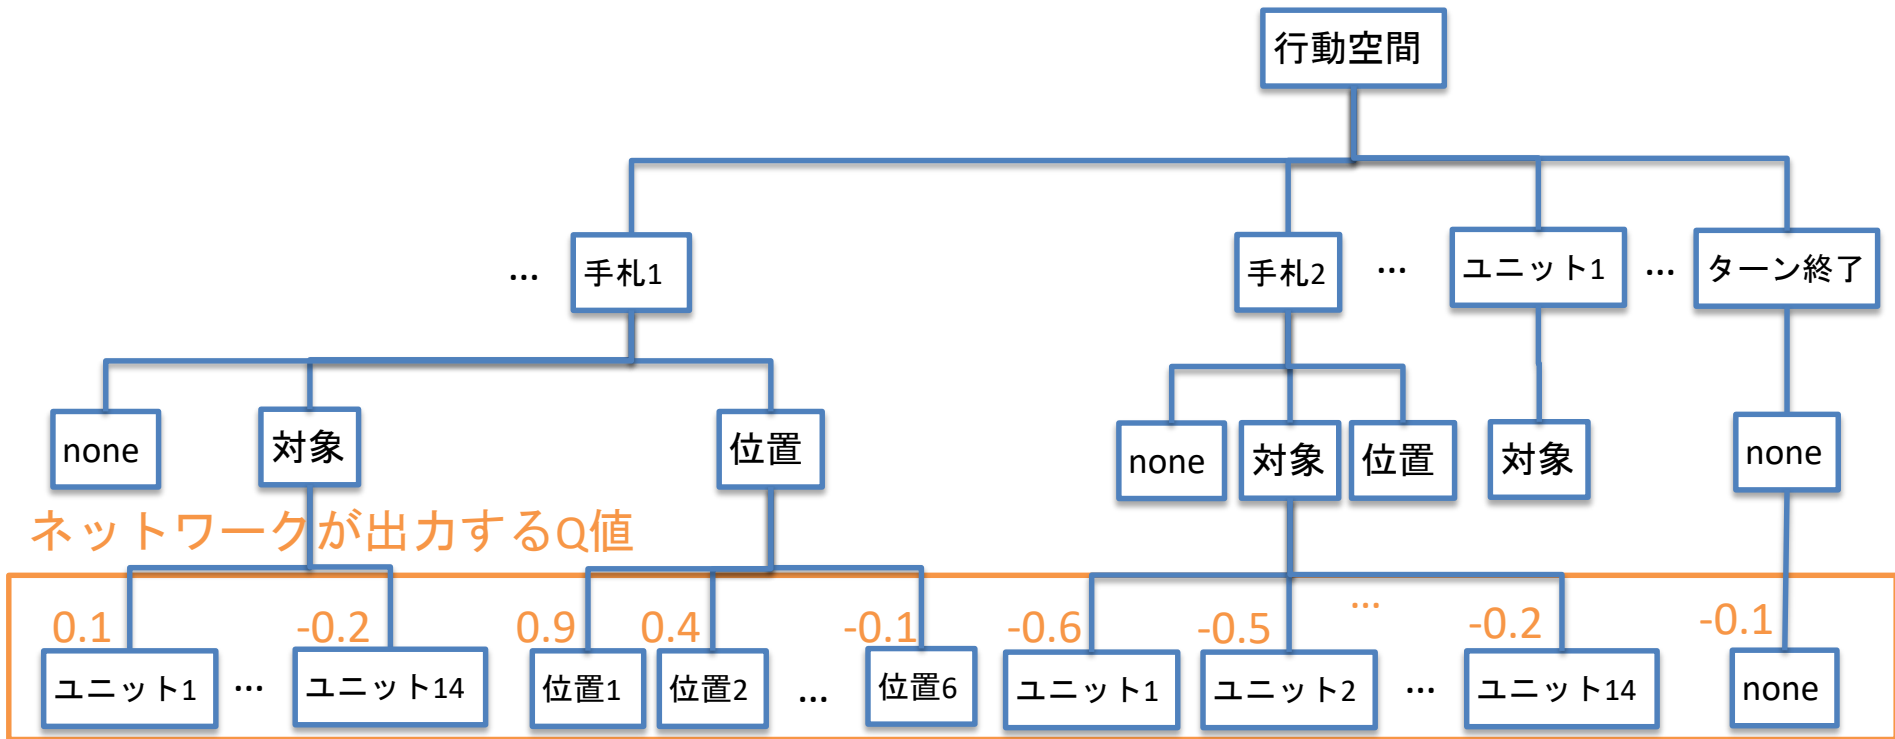 行動空間
... 手札1 手札2 ... ユニット1 ... ターン終了
none 対象 位置 none 対象 位置 対象 none
ネットワークが出力するQ値
0.1 -0.2 0.9 0.4 -0.1 -0.6 -0.5 ... -0.2 -0.1
ユニット1 ... ユニット14 位置1 位置2 ... 位置6 ユニット1 ユニット2 ... ユニット14 none